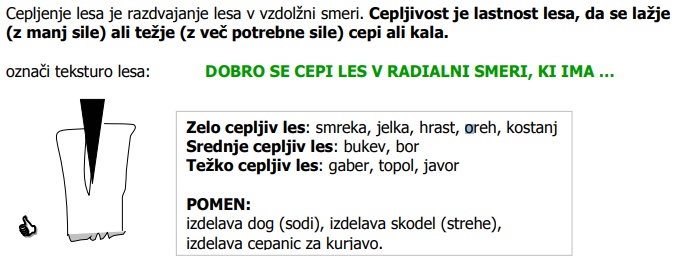 Cepljenje lesa je razdvajanje lesa v vzdolžni smeri. Cepljivost je lastnost lesa, da se lažje
(z manj sile) ali težje (z več potrebne sile) cepi ali kala.
označi teksturo lesa:
DOBRO SE CEPI LES V RADIALNI SMERI, KI IMA ...
Zelo cepljiv les: smreka, jelka, hrast, oreh, kostanj
Srednje cepljiv les: bukev, bor
Težko cepljiv les: gaber, topol, javor
POMEN:
izdelava dog (sodi), izdelava skodel (strehe),
izdelava cepanic za kurjavo.